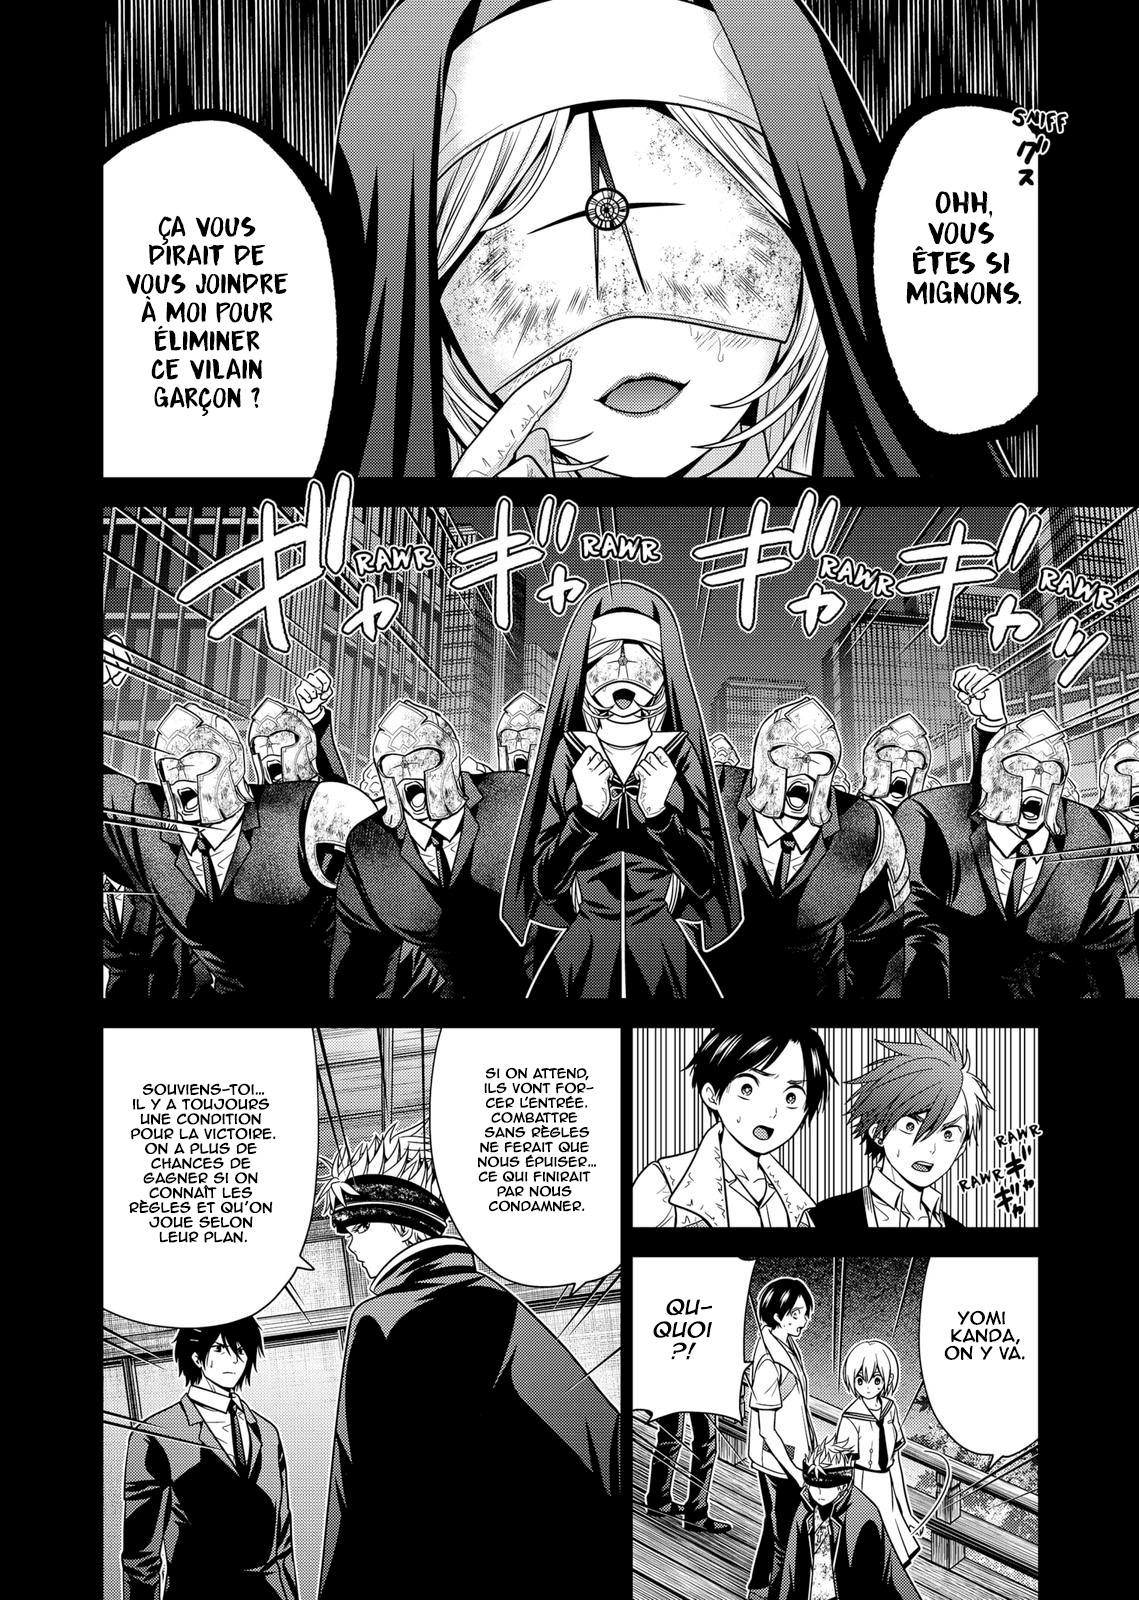 SNIFF
グス
OHH,
VOUS
ÊTES SI
MIGNONS.
ÇA VOUS
DIRAIT DE
VOUS JOINDRE
À MOI POUR
ÉLIMINER
CE VILAIN
GARÇON ?
ギャ
RAWR
ギャ
RAWR
ギャ
RAWR
ギャ
RAWR
RAWR
RAWR
ギャ
ギャ
YOMI
KANDA,
ON Y VA.
QU-
QUOI
?!
SI ON ATTEND,
ILS VONT FOR-
CER L'ENTRÉE.
COMBATTRE
SANS RÈGLES
NE FERAIT QUE
NOUS ÉPUISER...
CE QUI FINIRAIT
PAR NOUS
CONDAMNER.
SOUVIENS-TOI...
IL Y A TOUJOURS
UNE CONDITION
POUR LA VICTOIRE.
ON A PLUS DE
CHANCES DE
GAGNER SI ON
CONNAÎT LES
RÈGLES ET QU'ON
JOUE SELON
LEUR PLAN.